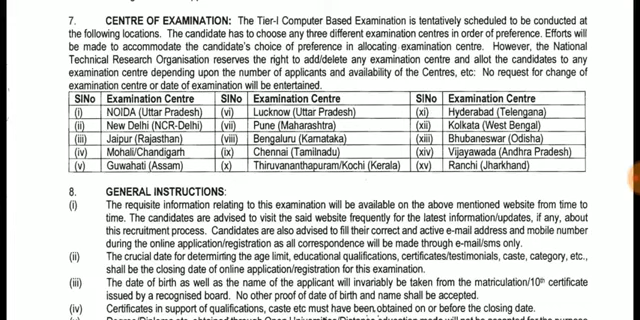 7. CENTRE OF EXAMINATION: The Tier-I Computer Based Examination is tentatively scheduled to be conducted at
the following locations. The candidate has to choose any three different examination centres in order of preference. Efforts will
be made to accommodate the candidate's choice of preference in allocating examination centre. However, the National
Technical Research Organisation reserves the right to add/delete any examination centre and allot the candidates to any
examination centre depending upon the number of applicants and availability of the Centres, etc. No request for change of
examination centre or date of examination will be entertained.
SlNo Examination Centre SlNo Examination Centre SlNo Examination Centre
(i) NOIDA (Uttar Pradesh) (vi) Lucknow (Uttar Pradesh) (xi) Hyderabad (Telengana)
(ii) New Delhi (NCR-Delhi) (vii) Pune (Maharashtra) (xii) Kolkata (West Bengal)
(iii) Jaipur (Rajasthan) (viii) Bengaluru (Karnataka) (xiii) Bhubaneswar (Odisha)
(iv) Mohali/Chandigarh (ix) Chennai (Tamilnadu) (xiv) Vijayawada (Andhra Pradesh)
(v) Guwahati (Assam) (x) Thiruvananthapuram/Kochi (Kerala) (xv) Ranchi (Jharkhand)
8. GENERAL INSTRUCTIONS:
(i) The requisite information relating to this examination will be available on the above mentioned website from time to
time. The candidates are advised to visit the said website frequently for the latest information/updates, if any, about
this recruitment process. Candidates are also advised to fill their correct and active e-mail address and mobile number
during the online application/registration as all correspondence will be made through e-mail/sms only.
(ii) The crucial date for determining the age limit, educational qualifications, certificates/testimonials, caste, category, etc.,
shall be the closing date of online application/registration for this examination.
(iii) The date of birth as well as the name of the applicant will invariably be taken from the matriculation/10th certificate
issued by a recognised board. No other proof of date of birth and name shall be accepted.
(iv) Certificates in support of qualifications, caste etc must have been obtained on or before the closing date.